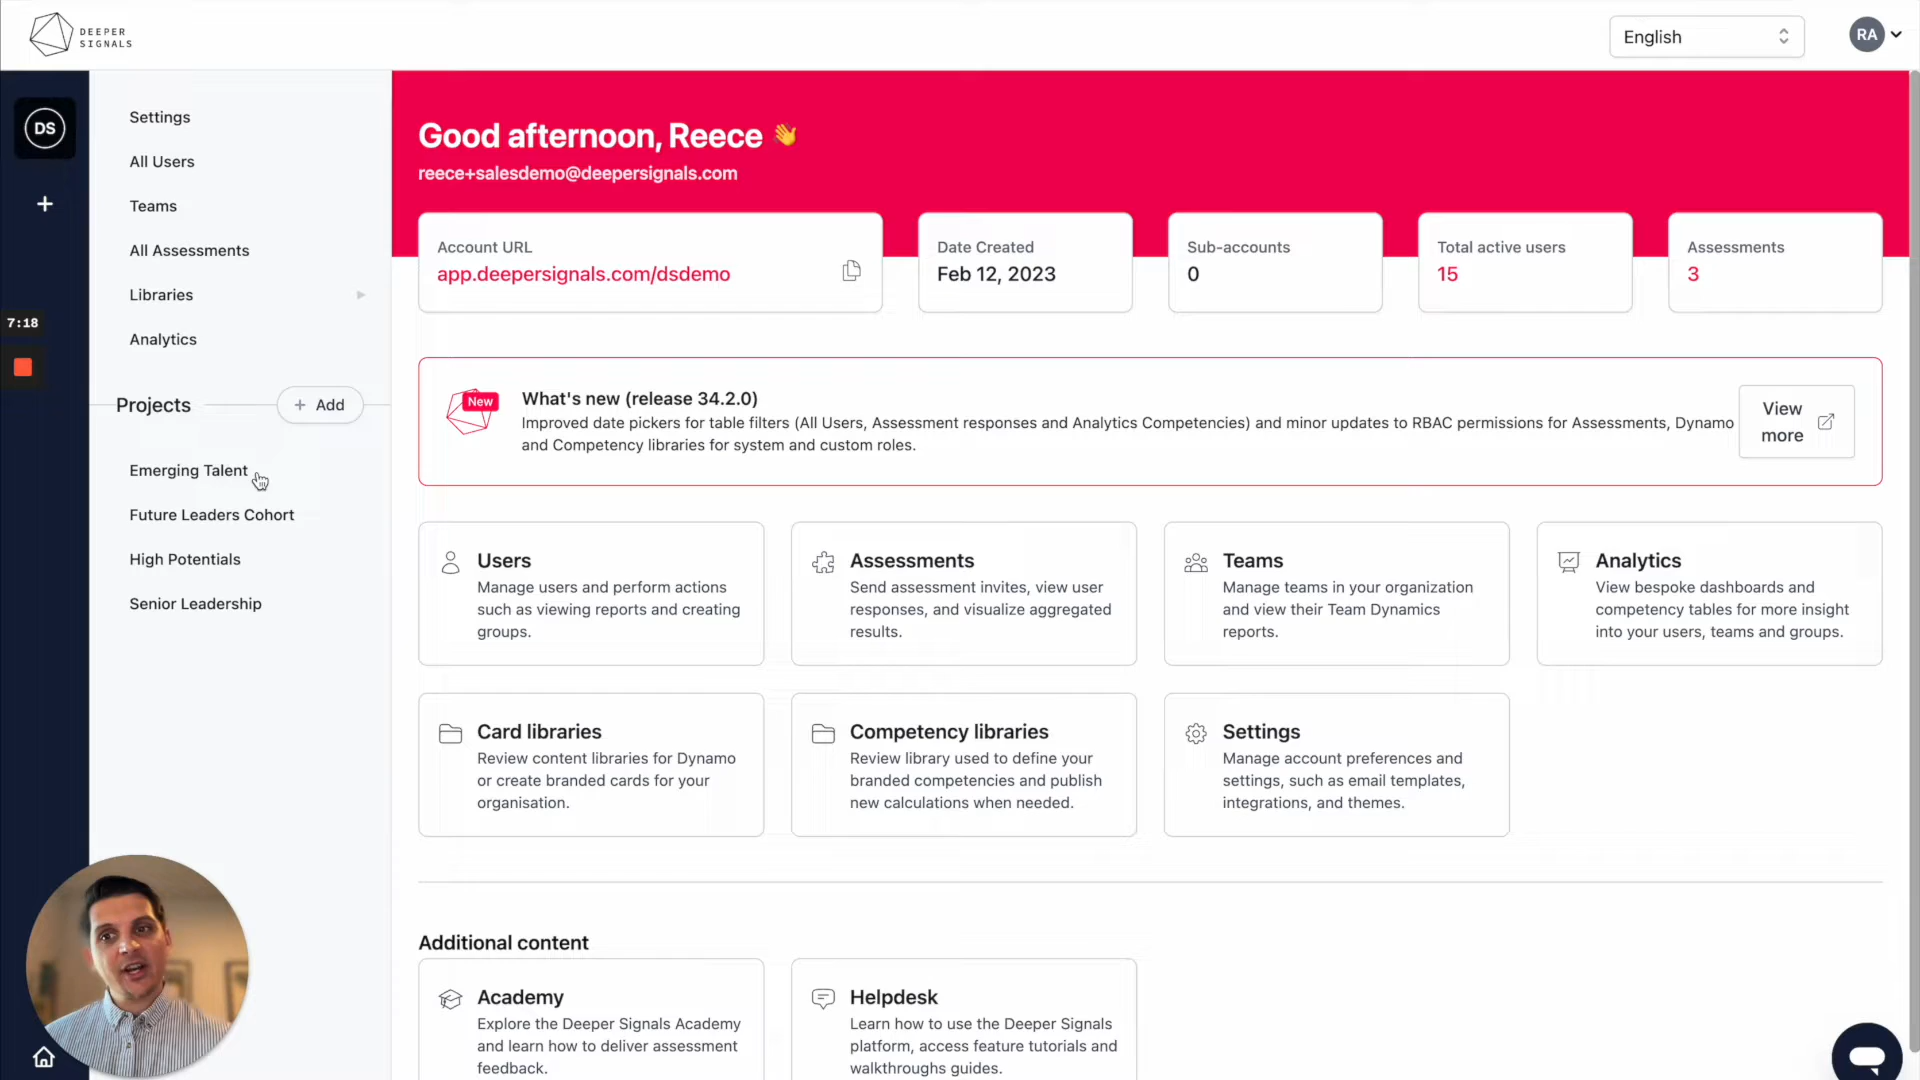 DEEPER
SIGNALS
English
RA
DS
Settings
All Users
Teams
All Assessments
Libraries
Analytics
7:18
Projects
+ Add
Emerging Talent
Future Leaders Cohort
High Potentials
Senior Leadership
Good afternoon, Reece 👋
reece+salesdemo@deepersignals.com
Account URL
app.deepersignals.com/dsdemo
Date Created
Feb 12, 2023
Sub-accounts
0
Total active users
15
Assessments
3
New
What's new (release 34.2.0)
Improved date pickers for table filters (All Users, Assessment responses and Analytics Competencies) and minor updates to RBAC permissions for Assessments, Dynamo
and Competency libraries for system and custom roles.
View
more
Users
Manage users and perform actions
such as viewing reports and creating
groups.
Assessments
Send assessment invites, view user
responses, and visualize aggregated
results.
Teams
Manage teams in your organization
and view their Team Dynamics
reports.
Analytics
View bespoke dashboards and
competency tables for more insight
into your users, teams and groups.
Card libraries
Review content libraries for Dynamo
or create branded cards for your
organisation.
Competency libraries
Review library used to define your
branded competencies and publish
new calculations when needed.
Settings
Manage account preferences and
settings, such as email templates,
integrations, and themes.
Additional content
Academy
Explore the Deeper Signals Academy
and learn how to deliver assessment
feedback.
Helpdesk
Learn how to use the Deeper Signals
platform, access feature tutorials and
walkthroughs guides.